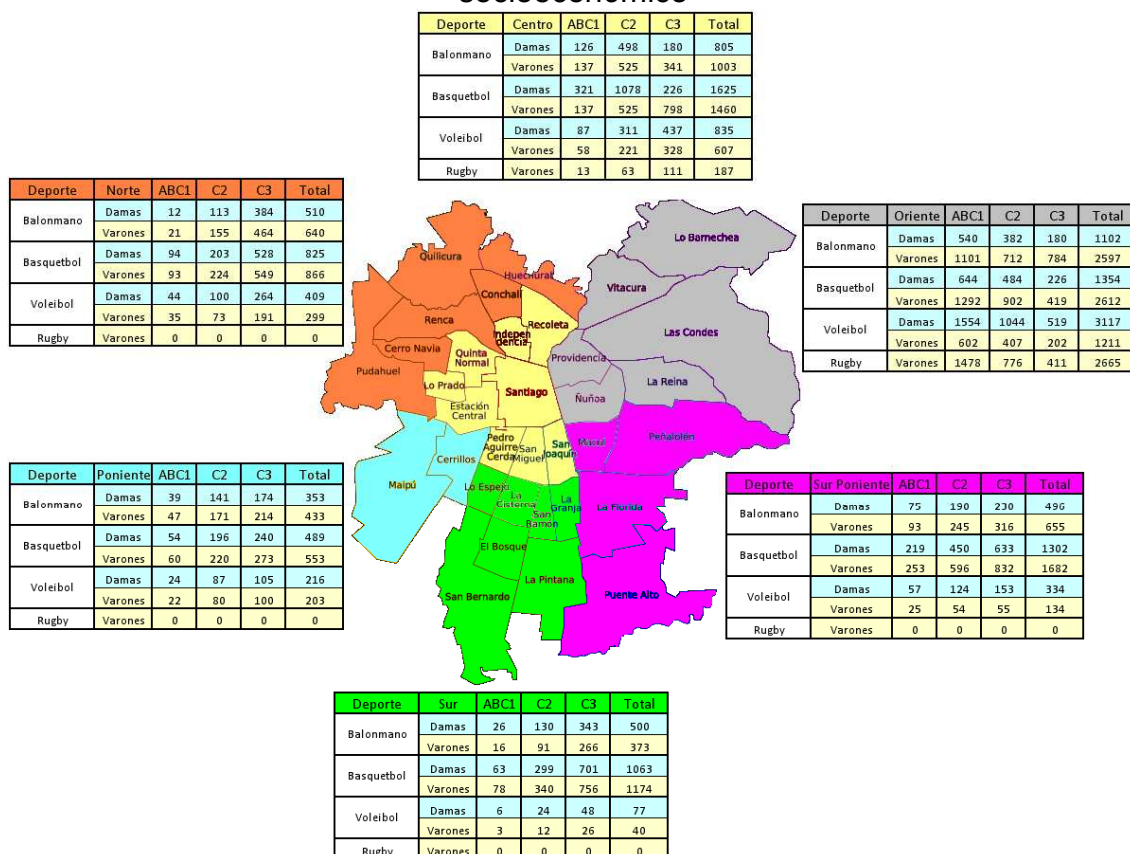 socioeconómico
Deporte Centro ABC1 C2 C3 Total
Balonmano Damas 126 498 180 805
Varones 137 525 341 1003
Basquetbol Damas 321 1078 226 1625
Varones 137 525 798 1460
Voleibol Damas 87 311 437 835
Varones 58 221 328 607
Rugby Varones 13 63 111 187
Deporte Norte ABC1 C2 C3 Total
Balonmano Damas 12 113 384 510
Varones 21 155 464 640
Basquetbol Damas 94 203 528 825
Varones 93 224 549 866
Voleibol Damas 44 100 264 409
Varones 35 73 191 299
Rugby Varones 0 0 0 0
Deporte Oriente ABC1 C2 C3 Total
Balonmano Damas 540 382 180 1102
Varones 1101 712 784 2597
Basquetbol Damas 644 484 226 1354
Varones 1292 902 419 2612
Voleibol Damas 1554 1044 519 3117
Varones 602 407 202 1211
Rugby Varones 1478 776 411 2665
Lo Barnechea
Quilicura
Huechuraba
Vitacura
Conchalí
Renca
Recoleta
Indepen
dencia
Las Condes
Cerro Navia
Quinta
Normal
Providencia
Pudahuel
Lo Prado
Santiago
La Reina
Ñuñoa
Estación
Central
Pedro
Aguirre
Cerda
San
Miguel
San
Joaquín
Macul
Peñalolén
Cerrillos
Maipú
Lo Espejo
La
Cisterna
San
Ramón
La
Granja
La Florida
El Bosque
La Pintana
San Bernardo
Puente Alto
Deporte Poniente ABC1 C2 C3 Total
Balonmano Damas 39 141 174 353
Varones 47 171 214 433
Basquetbol Damas 54 196 240 489
Varones 60 220 273 553
Voleibol Damas 24 87 105 216
Varones 22 80 100 203
Rugby Varones 0 0 0 0
Deporte Sur Poniente ABC1 C2 C3 Total
Balonmano Damas 75 190 230 496
Varones 93 245 316 655
Basquetbol Damas 219 450 633 1302
Varones 253 596 832 1682
Voleibol Damas 57 124 153 334
Varones 25 54 55 134
Rugby Varones 0 0 0 0
Deporte Sur ABC1 C2 C3 Total
Balonmano Damas 26 130 343 500
Varones 16 91 266 373
Basquetbol Damas 63 299 701 1063
Varones 78 340 756 1174
Voleibol Damas 6 24 48 77
Varones 3 12 26 40
Rugby Varones 0 0 0 0